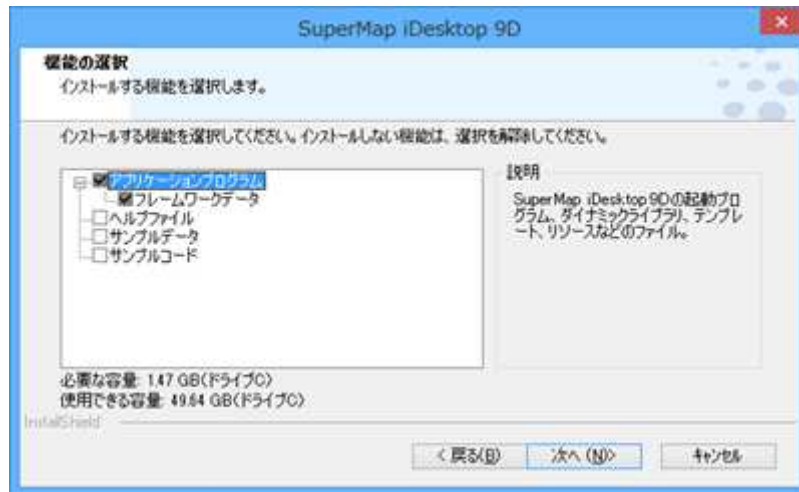 SuperMap iDesktop 9D
機能の選択
インストールする機能を選択します。
インストールする機能を選択してください。インストールしない機能は、選択を解除してください。
アプリケーションプログラム
フレームワークデータ
ヘルプファイル
サンプルデータ
サンプルコード
説明
SuperMap iDesktop 9Dの起動プロ
グラム、ダイナミックライブラリ、テンプレ
ート、リソースなどのファイル。
必要な容量: 1.47 GB(ドライブC)
使用できる容量: 49.64 GB(ドライブC)
InstallShield
< 戻る(B)
次へ (N)>
キャンセル